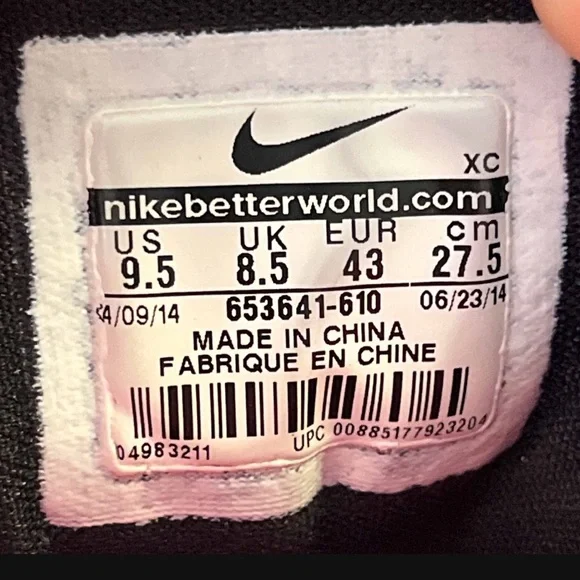 XC
nikebetterworld.com
US UK EUR cm
9.5 8.5 43 27.5
4/09/14 653641-610 06/23/14
MADE IN CHINA
FABRIQUE EN CHINE
04983211 UPC 00885177923204